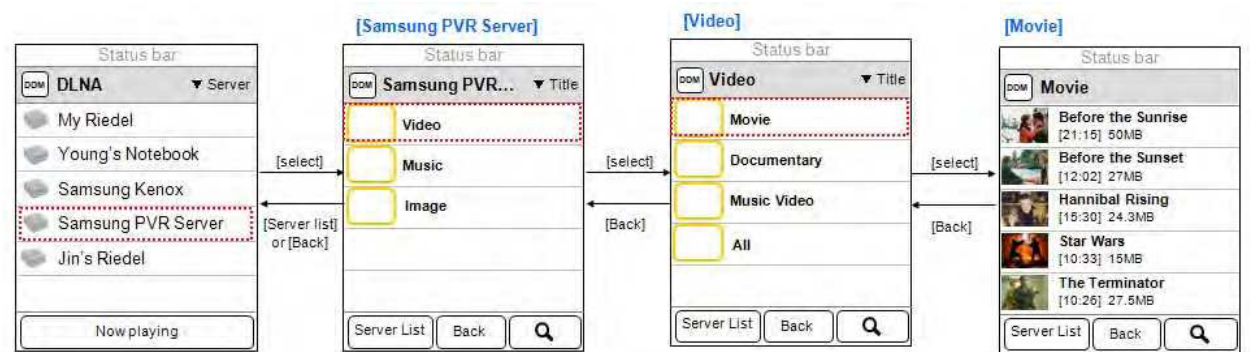 [Samsung PVR Server]
[Video]
[Movie]
Status bar
DDM DLNA ▼ Server
My Riedel
Young's Notebook
Samsung Kenox
Samsung PVR Server
Jin's Riedel
Now playing
[select]
[Server list]
or [Back]
Status bar
DDM Samsung PVR... ▼ Title
Video
Music
Image
Server List Back
[select]
[Back]
Status bar
DDM Video ▼ Title
Movie
Documentary
Music Video
All
Server List Back
[select]
[Back]
Status bar
DDM Movie
Before the Sunrise
[21:15] 50MB
Before the Sunset
[12:02] 27MB
Hannibal Rising
[15:30] 24.3MB
Star Wars
[10:33] 15MB
The Terminator
[10:26] 27.5MB
Server List Back